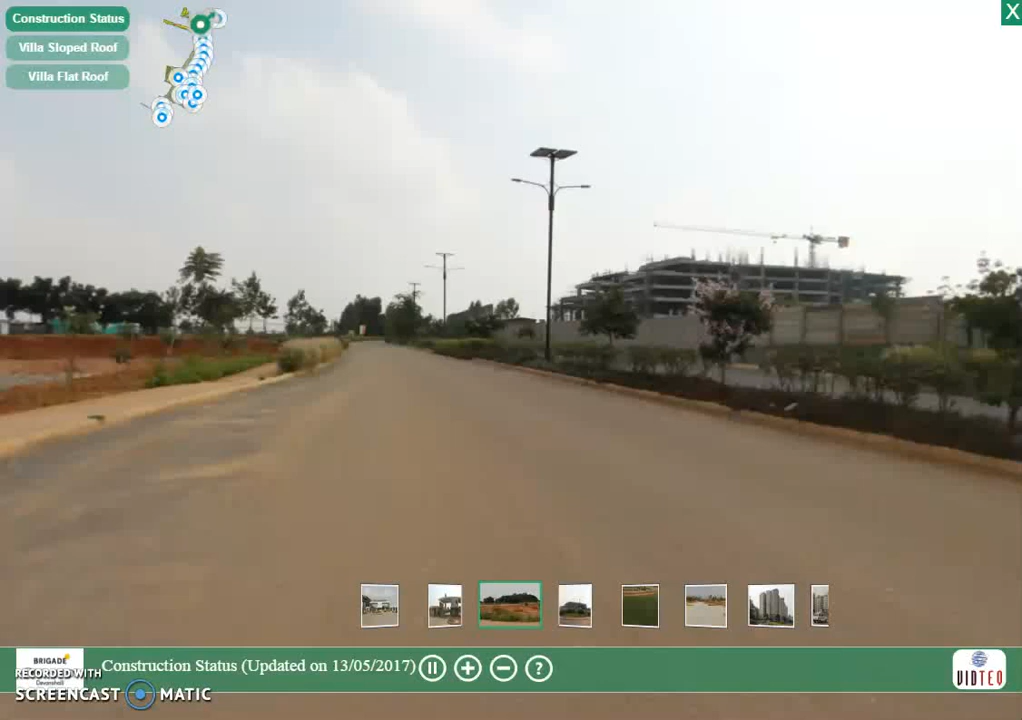 Construction Status
Villa Sloped Roof
Villa Flat Roof
X
BRIGADE
Construction Status (Updated on 13/05/2017)
?
RECORDED WITH
SCREENCAST MATIC
VIDTEQ